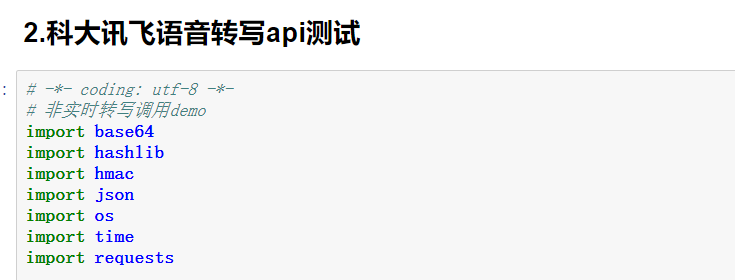 2.科大讯飞语音转写api测试
:
# -*- coding: utf-8 -*-
# 非实时转写调用demo
import base64
import hashlib
import hmac
import json
import os
import time
import requests